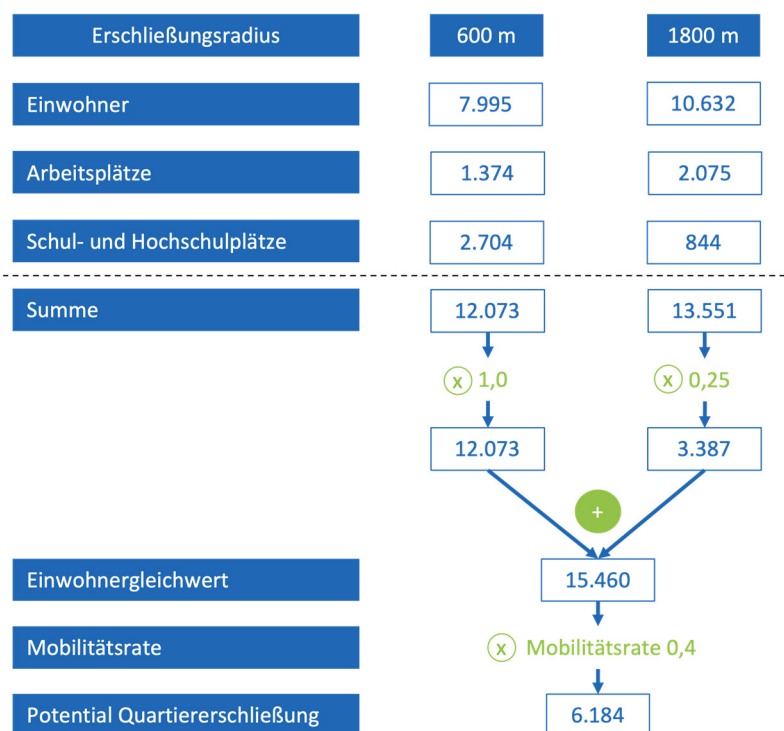 Erschließungsradius 600 m 1800 m
Einwohner 7.995 10.632
Arbeitsplätze 1.374 2.075
Schul- und Hochschulplätze 2.704 844
Summe 12.073 13.551
x 1,0 x 0,25
12.073 3.387
+
Einwohnergleichwert 15.460
Mobilitätsrate x Mobilitätsrate 0,4
Potential Quartiererschließung 6.184